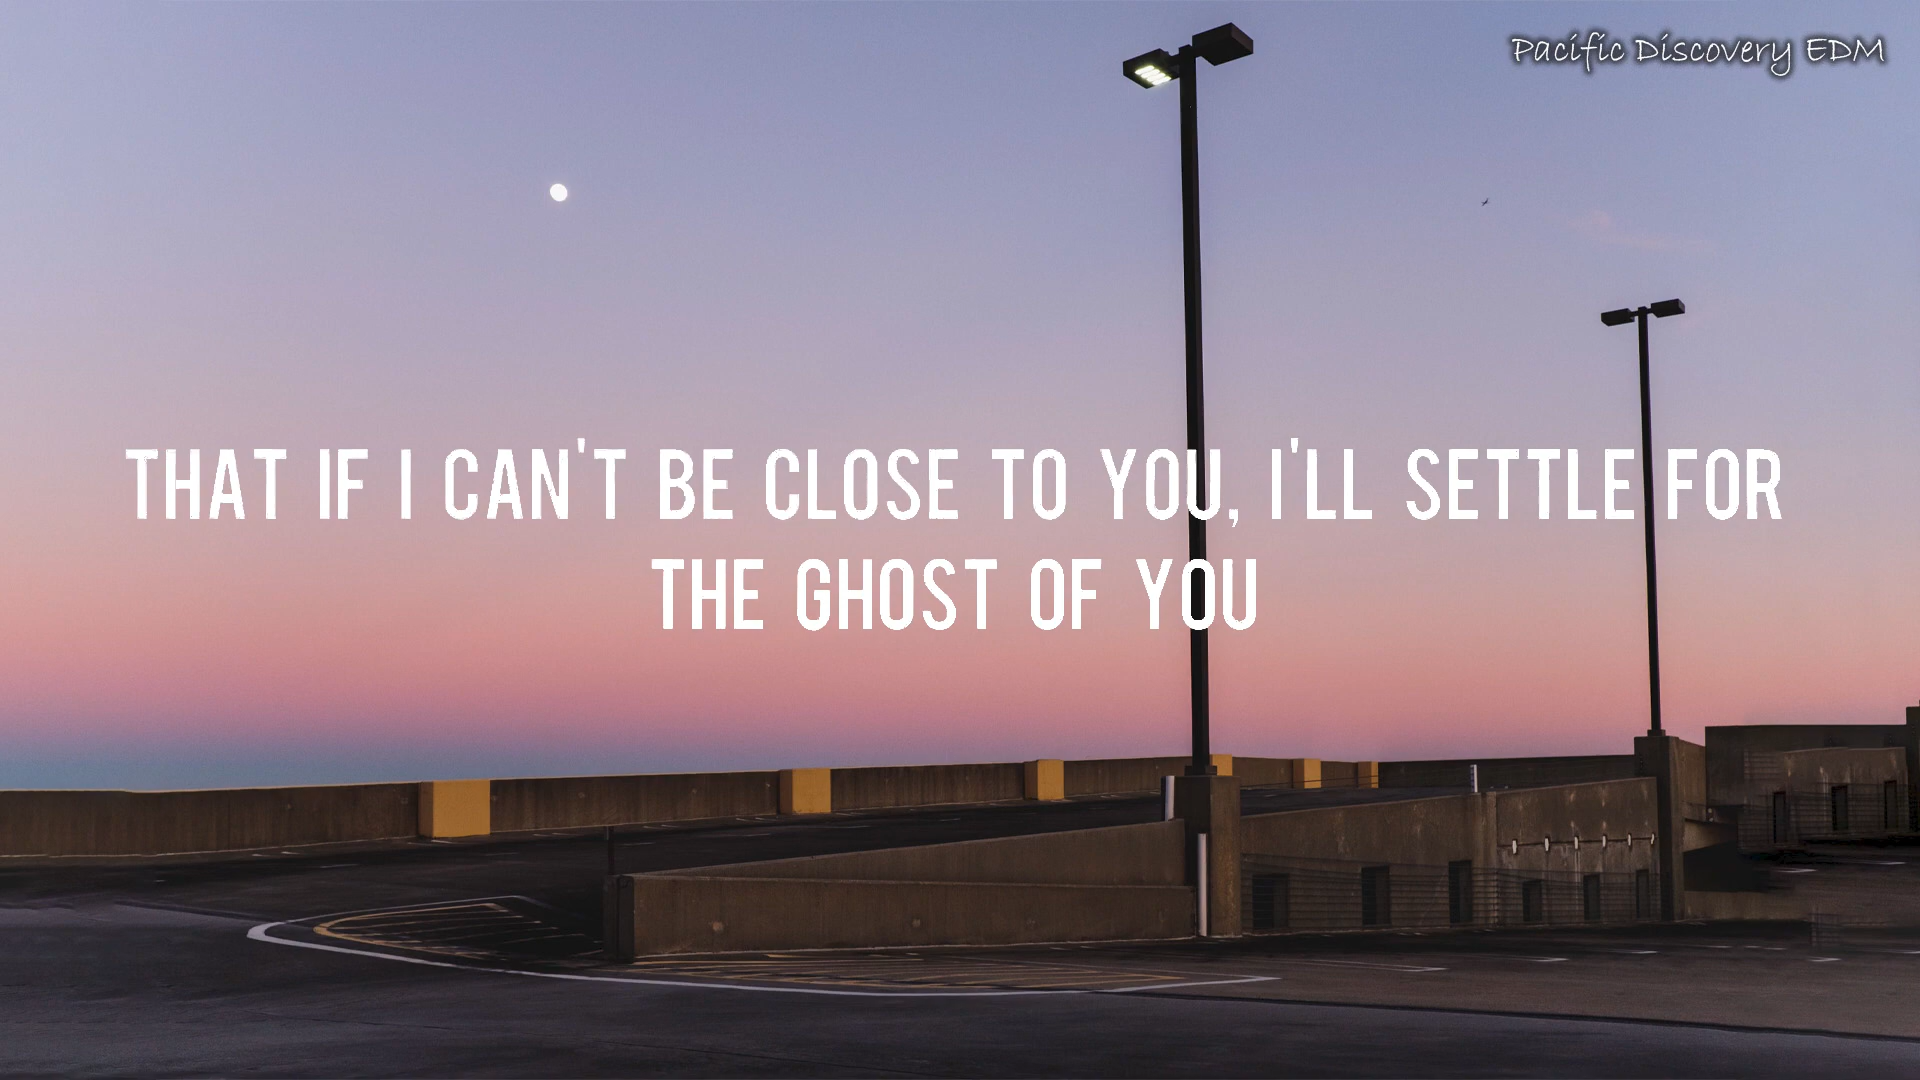 Pacific Discovery EDM
THAT IF I CAN'T BE CLOSE TO YOU, I'LL SETTLE FOR
THE GHOST OF YOU